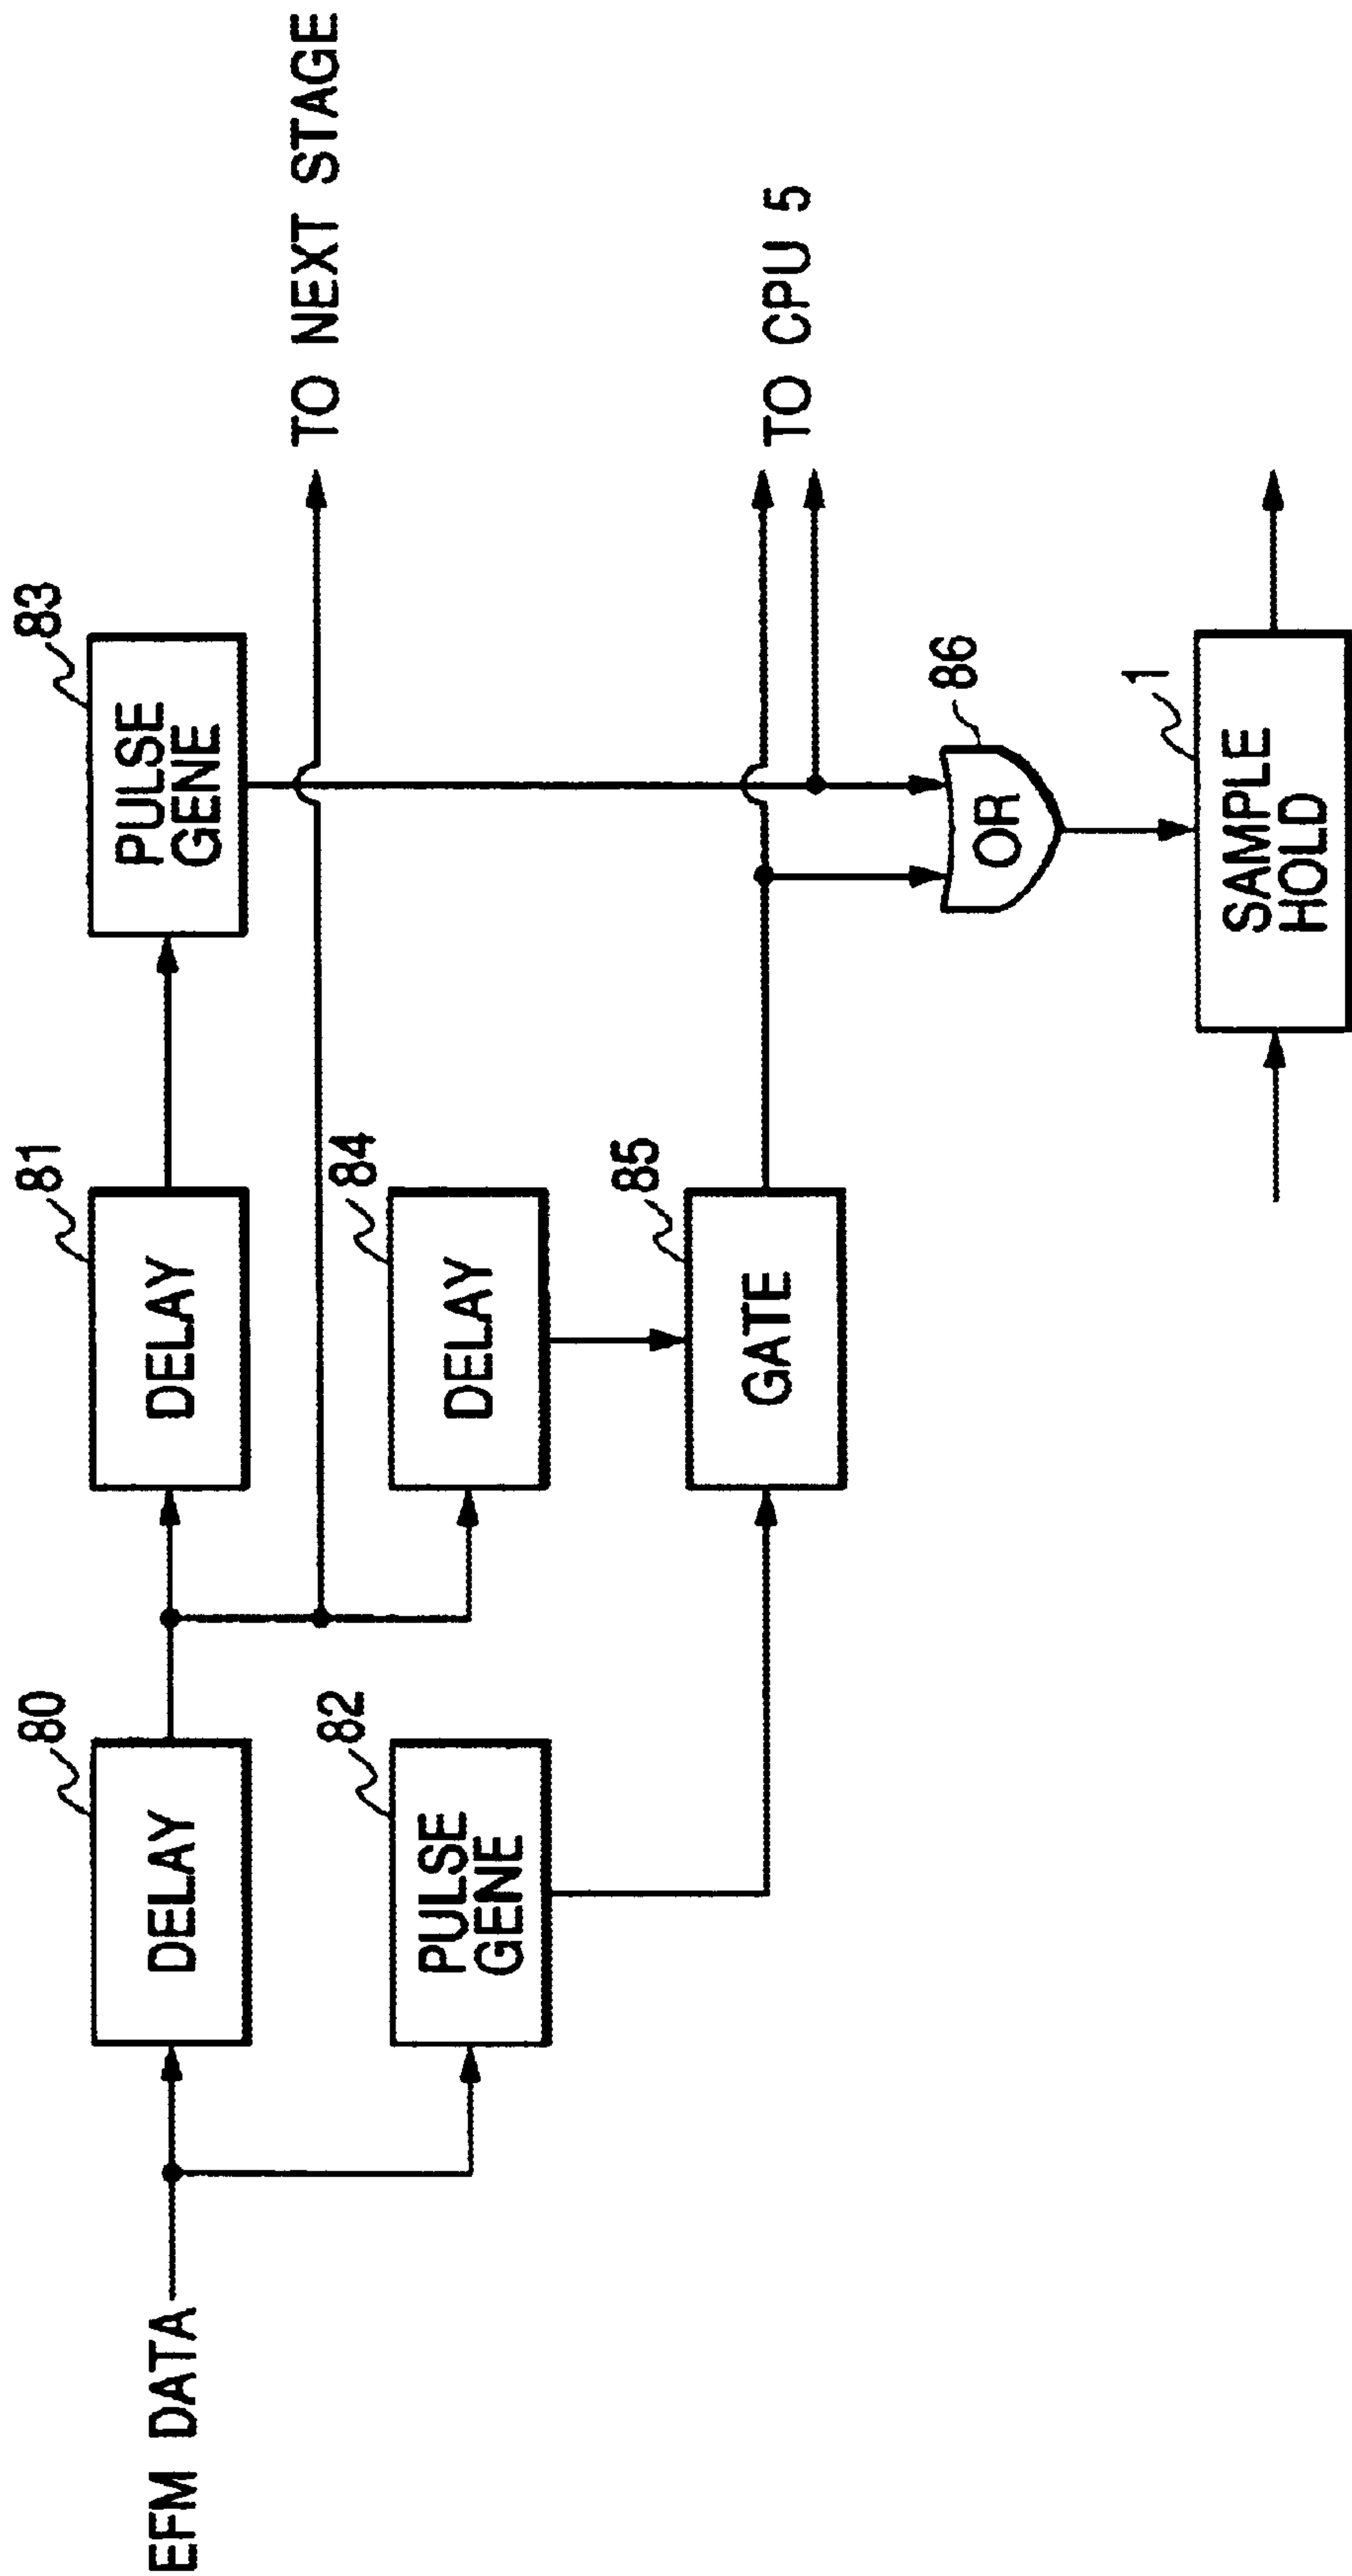 EFM DATA
80
DELAY
81
DELAY
83
PULSE
GENE
TO NEXT STAGE
82
PULSE
GENE
84
DELAY
85
GATE
TO CPU 5
86
OR
1
SAMPLE
HOLD